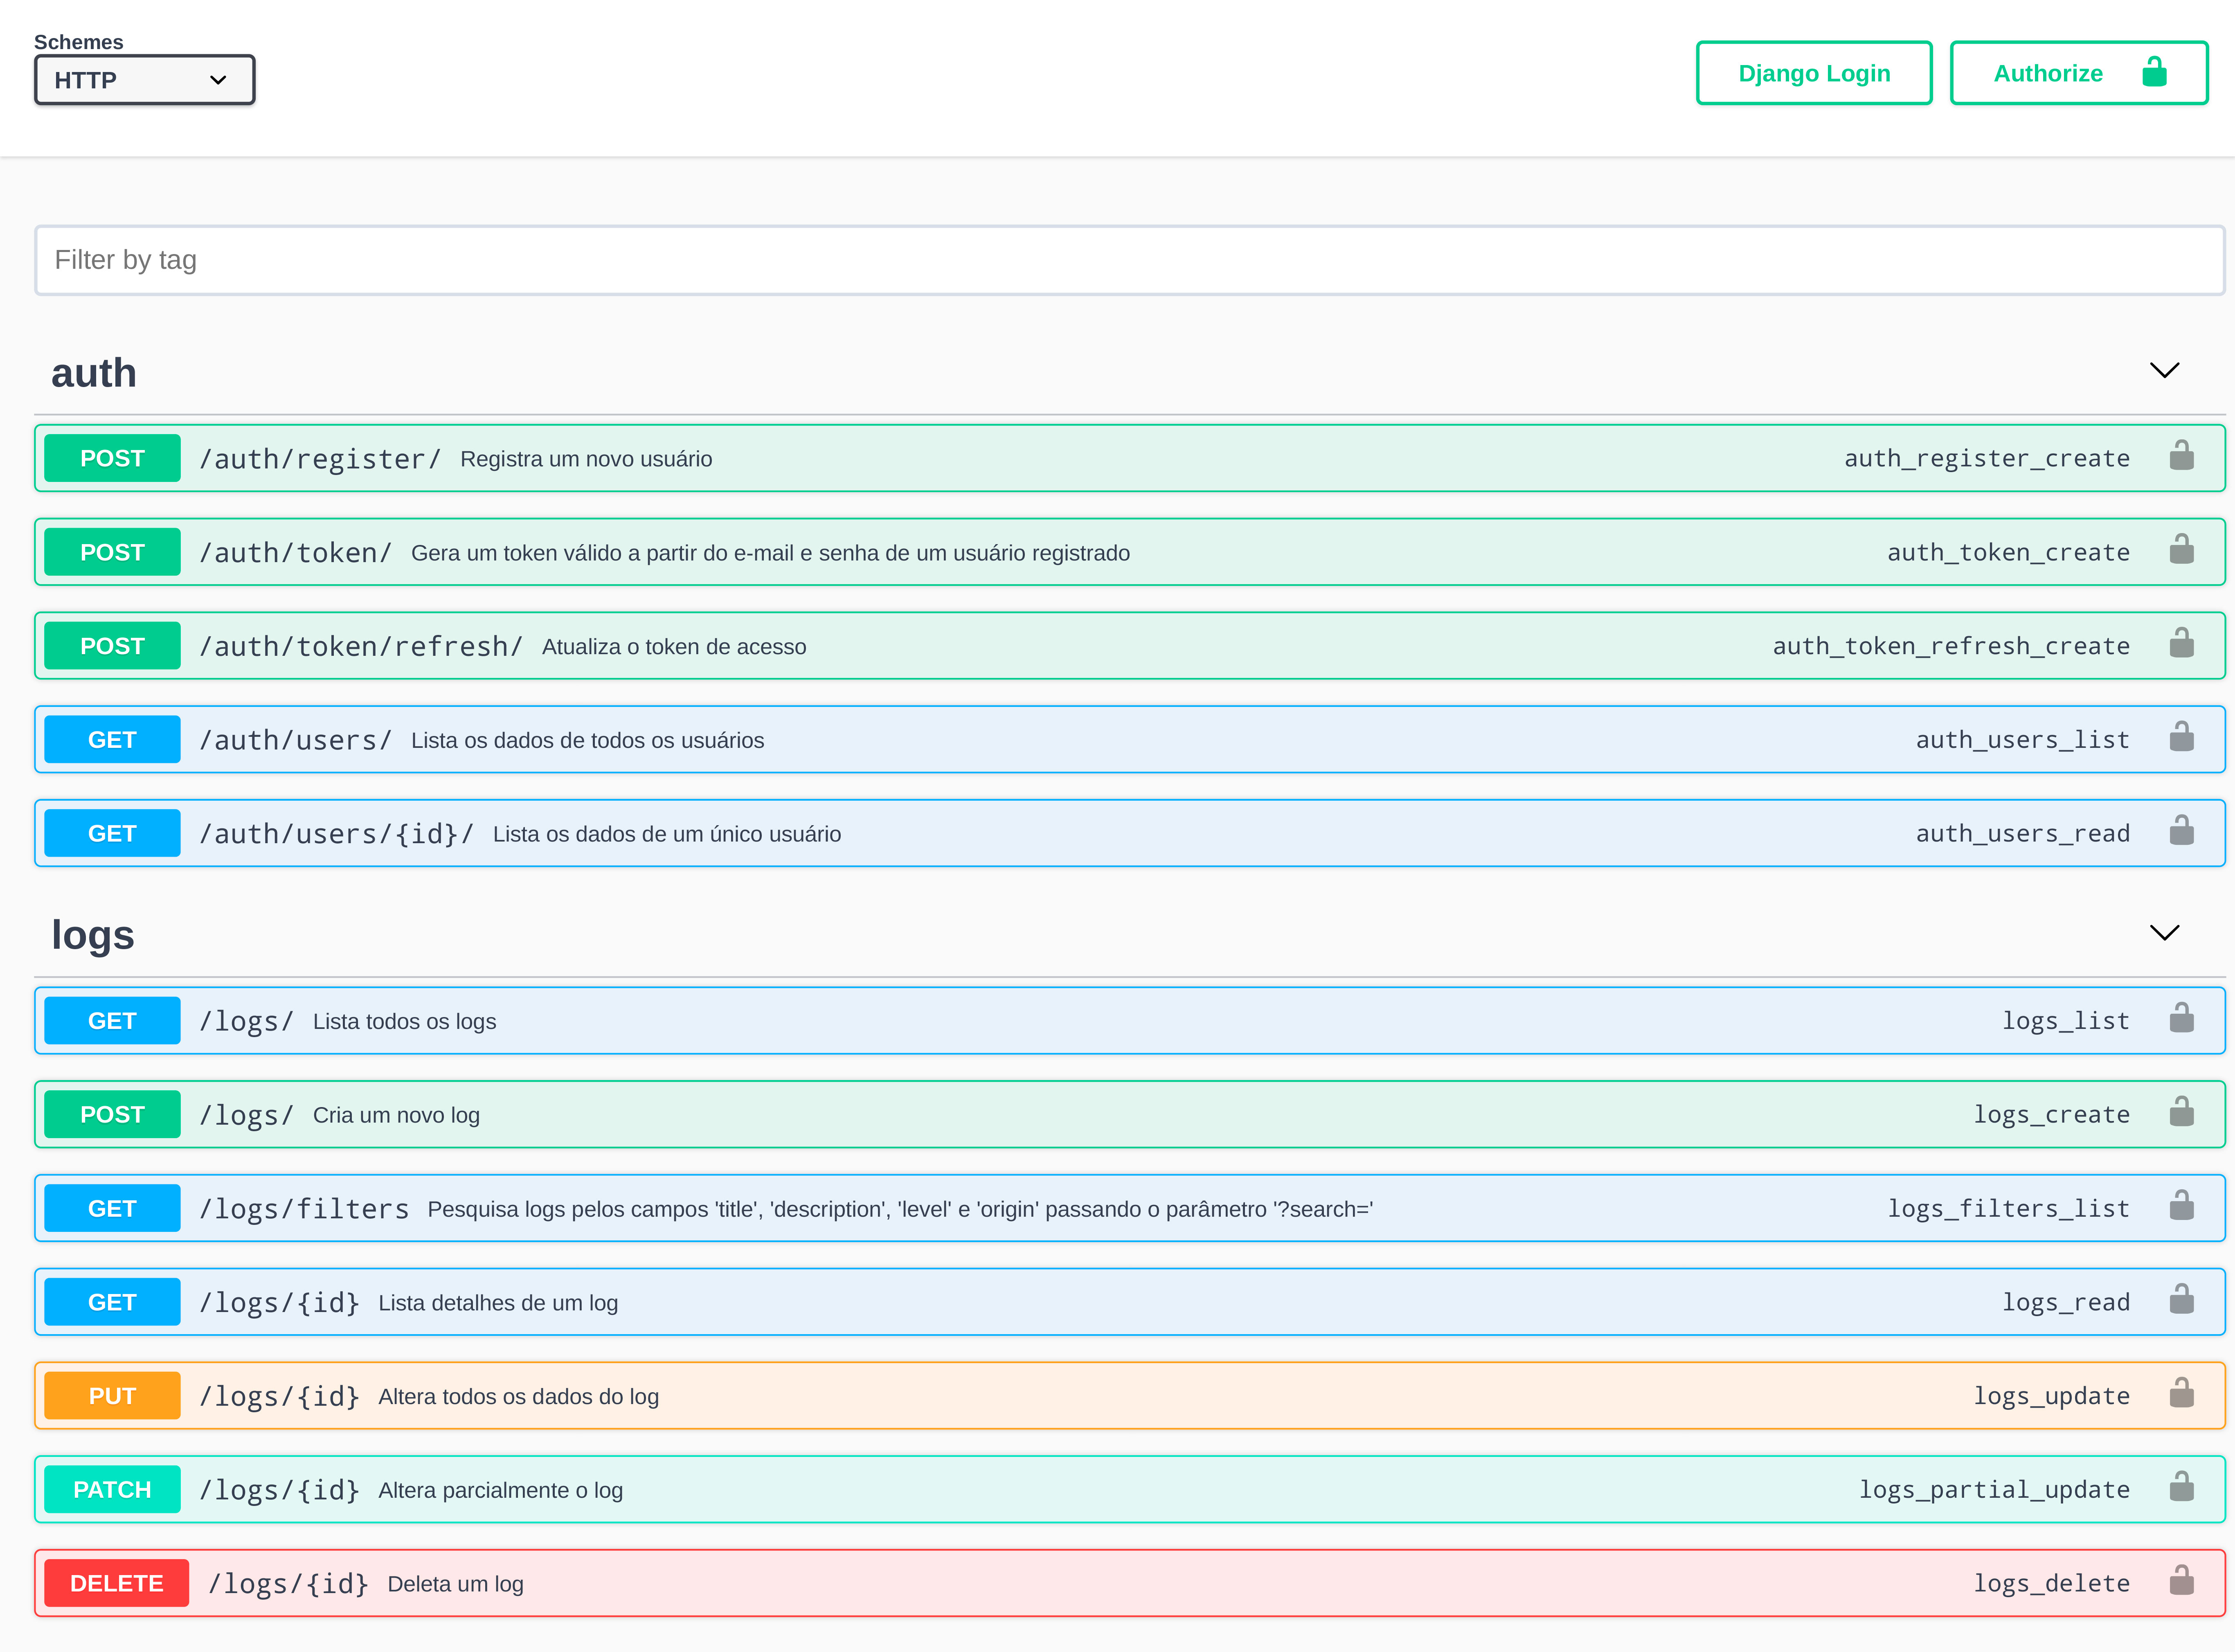 Schemes
HTTP
Django Login Authorize
Filter by tag
auth
POST /auth/register/ Registra um novo usuário auth_register_create
POST /auth/token/ Gera um token válido a partir do e-mail e senha de um usuário registrado auth_token_create
POST /auth/token/refresh/ Atualiza o token de acesso auth_token_refresh_create
GET /auth/users/ Lista os dados de todos os usuários auth_users_list
GET /auth/users/{id}/ Lista os dados de um único usuário auth_users_read
logs
GET /logs/ Lista todos os logs logs_list
POST /logs/ Cria um novo log logs_create
GET /logs/filters Pesquisa logs pelos campos 'title', 'description', 'level' e 'origin' passando o parâmetro '?search=' logs_filters_list
GET /logs/{id} Lista detalhes de um log logs_read
PUT /logs/{id} Altera todos os dados do log logs_update
PATCH /logs/{id} Altera parcialmente o log logs_partial_update
DELETE /logs/{id} Deleta um log logs_delete